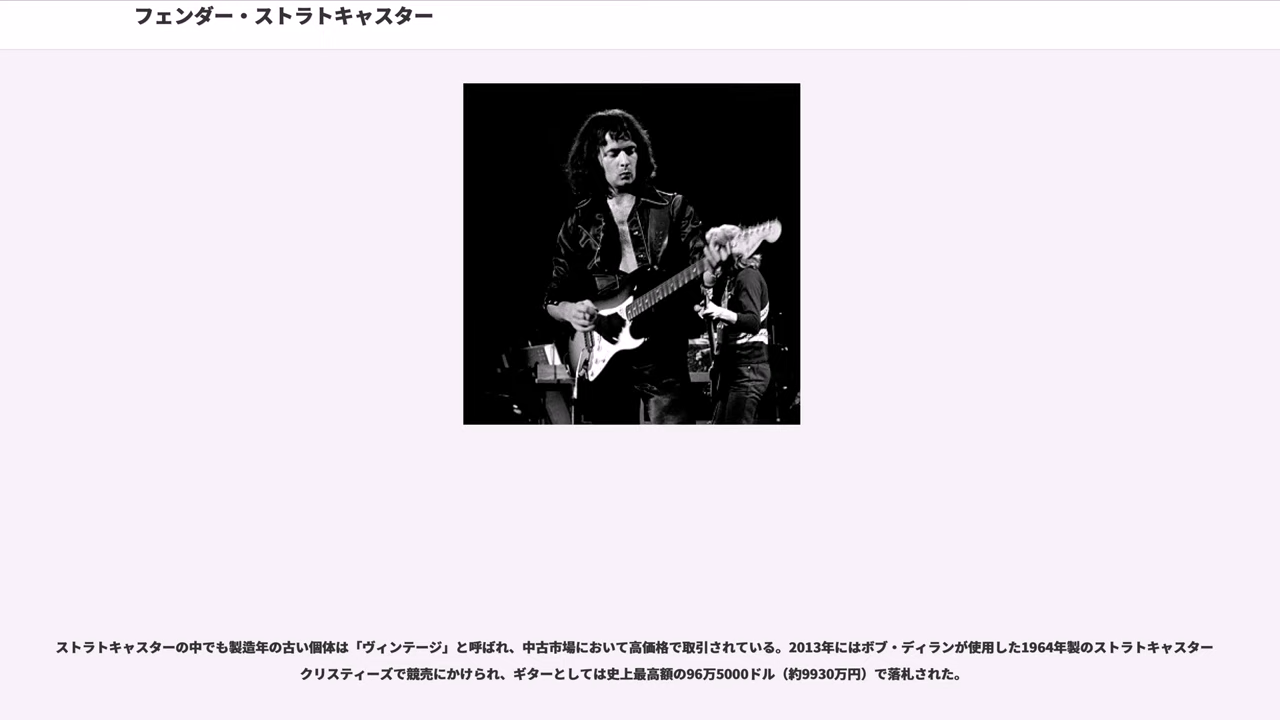 フェンダー・ストラトキャスター
ストラトキャスターの中でも製造年の古い個体は「ヴィンテージ」と呼ばれ、中古市場において高価格で取引されている。2013年にはボブ・ディランが使用した1964年製のストラトキャスター
クリスティーズで競売にかけられ、ギターとしては史上最高額の96万5000ドル（約9930万円）で落札された。